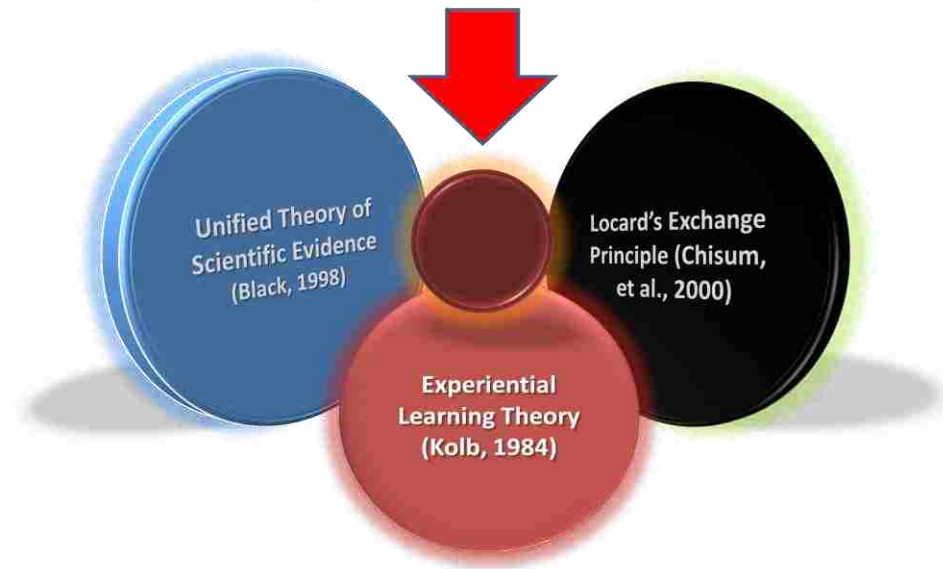 Unified Theory of
Scientific Evidence
(Black, 1998)
Locard's Exchange
Principle (Chisum,
et al., 2000)
Experiential
Learning Theory
(Kolb, 1984)